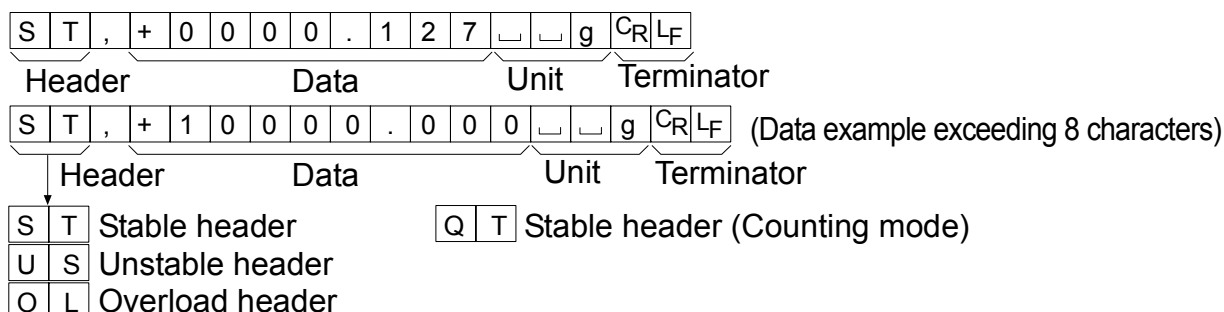 S T , + 0 0 0 0 . 1 2 7 ␣ ␣ g CR LF
Header Data Unit Terminator
S T , + 1 0 0 0 0 . 0 0 0 ␣ ␣ g CR LF (Data example exceeding 8 characters)
Header Data Unit Terminator
S T Stable header Q T Stable header (Counting mode)
U S Unstable header
O L Overload header